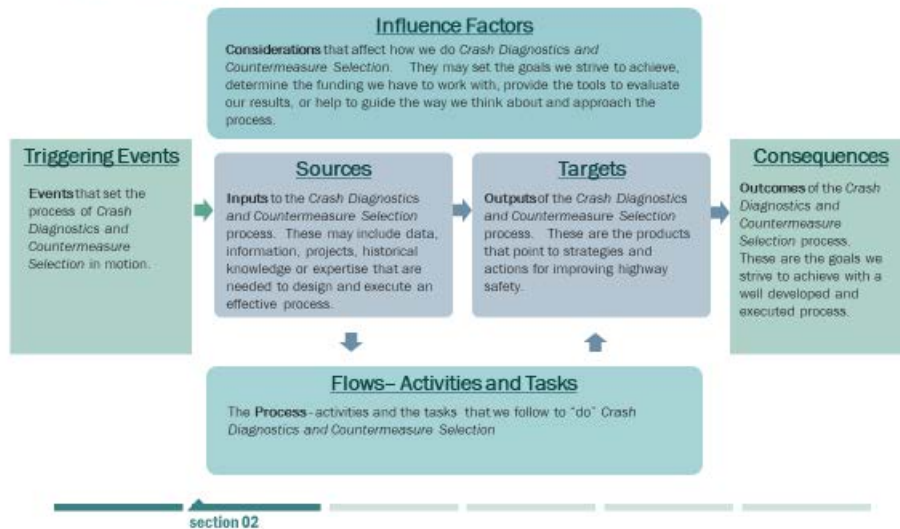 Influence Factors
Considerations that affect how we do Crash Diagnostics and
Countermeasure Selection. They may set the goals we strive to achieve,
determine the funding we have to work with, provide the tools to evaluate
our results, or help to guide the way we think about and approach the
process.
Triggering Events
Events that set the
process of Crash
Diagnostics and
Countermeasure
Selection in motion.
Sources
Inputs to the Crash Diagnostics
and Countermeasure Selection
process. These may include data,
information, projects, historical
knowledge or expertise that are
needed to design and execute an
effective process.
Targets
Outputs of the Crash Diagnostics
and Countermeasure Selection
process. These are the products
that point to strategies and
actions for improving highway
safety.
Consequences
Outcomes of the Crash
Diagnostics and
Countermeasure
Selection process.
These are the goals we
strive to achieve with a
well developed and
executed process.
Flows– Activities and Tasks
The Process - activities and the tasks that we follow to "do" Crash
Diagnostics and Countermeasure Selection
section 02